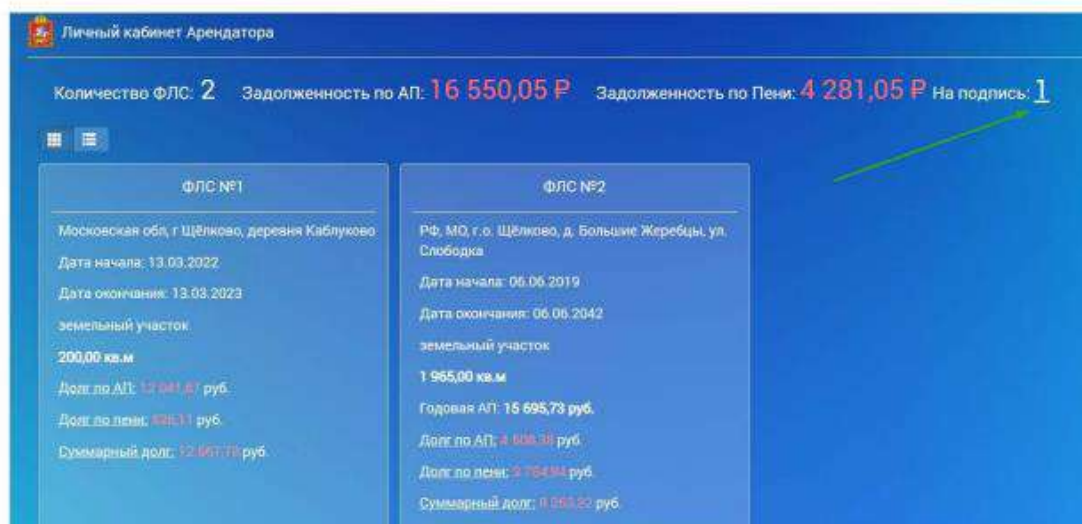 Личный кабинет Арендатора
Количество ФЛС: 2 Задолженность по АП: 16 550,05 ₽ Задолженность по Пени: 4 281,05 ₽ На подпись: 1
ФЛС №1
Московская обл, г Щёлково, деревня Каблуково
Дата начала: 13.03.2022
Дата окончания: 13.03.2023
земельный участок
200,00 кв.м
Долг по АП: руб.
Долг по пени: руб.
Суммарный долг: руб.
ФЛС №2
РФ, МО, г.о. Щёлково, д. Большие Жеребцы, ул.
Слободка
Дата начала: 06.06.2019
Дата окончания: 06.06.2042
земельный участок
1 965,00 кв.м
Годовая АП: 15 695,73 руб.
Долг по АП: руб.
Долг по пени: руб.
Суммарный долг: руб.